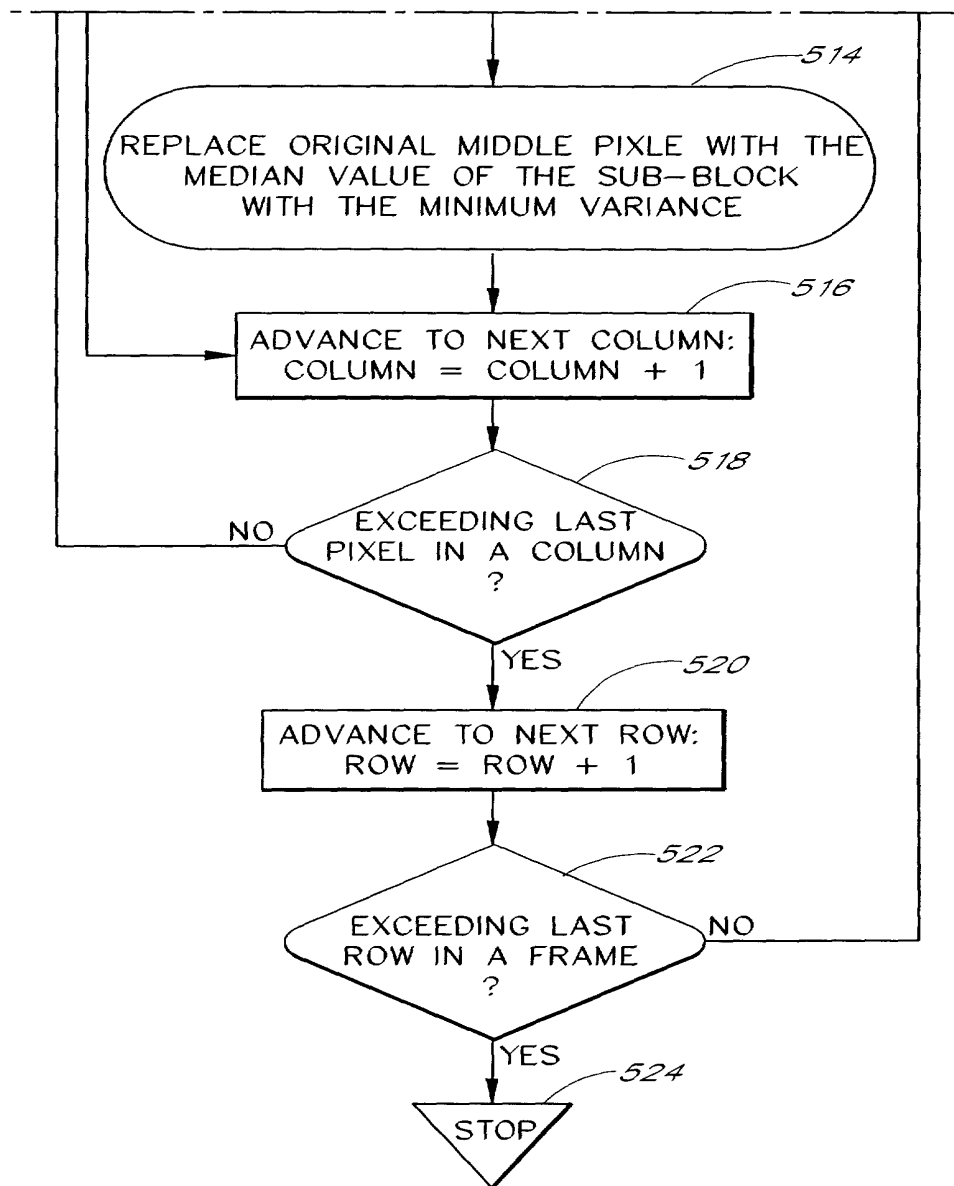 514
REPLACE ORIGINAL MIDDLE PIXLE WITH THE
MEDIAN VALUE OF THE SUB-BLOCK
WITH THE MINIMUM VARIANCE
516
ADVANCE TO NEXT COLUMN:
COLUMN = COLUMN + 1
518
EXCEEDING LAST
PIXEL IN A COLUMN
?
NO
YES
520
ADVANCE TO NEXT ROW:
ROW = ROW + 1
522
EXCEEDING LAST
ROW IN A FRAME
?
NO
YES
524
STOP